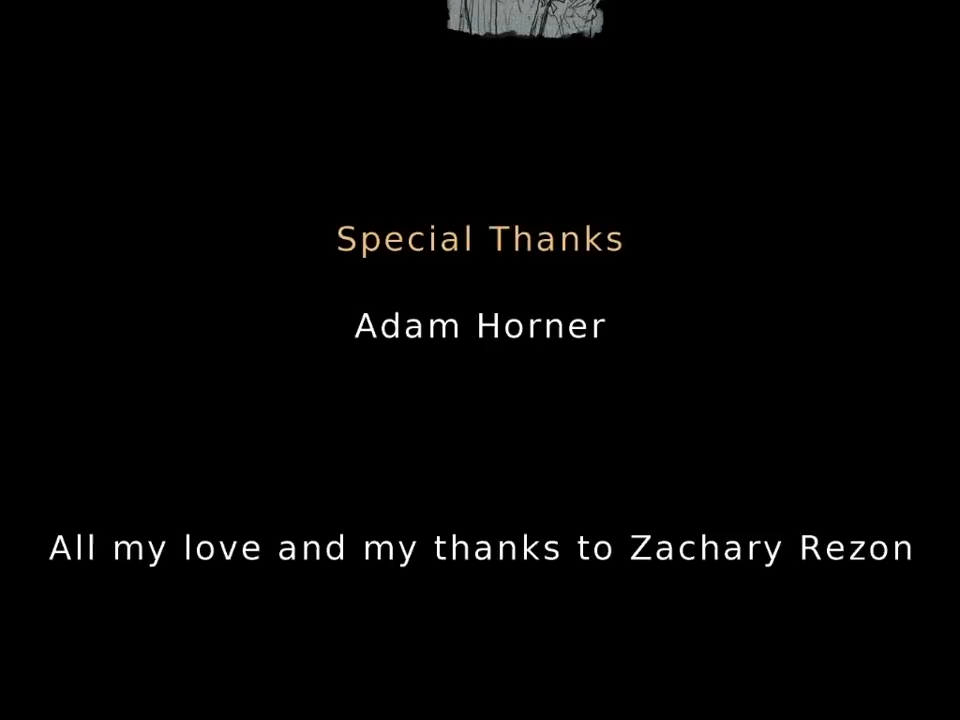 Special Thanks
Adam Horner
All my love and my thanks to Zachary Rezon